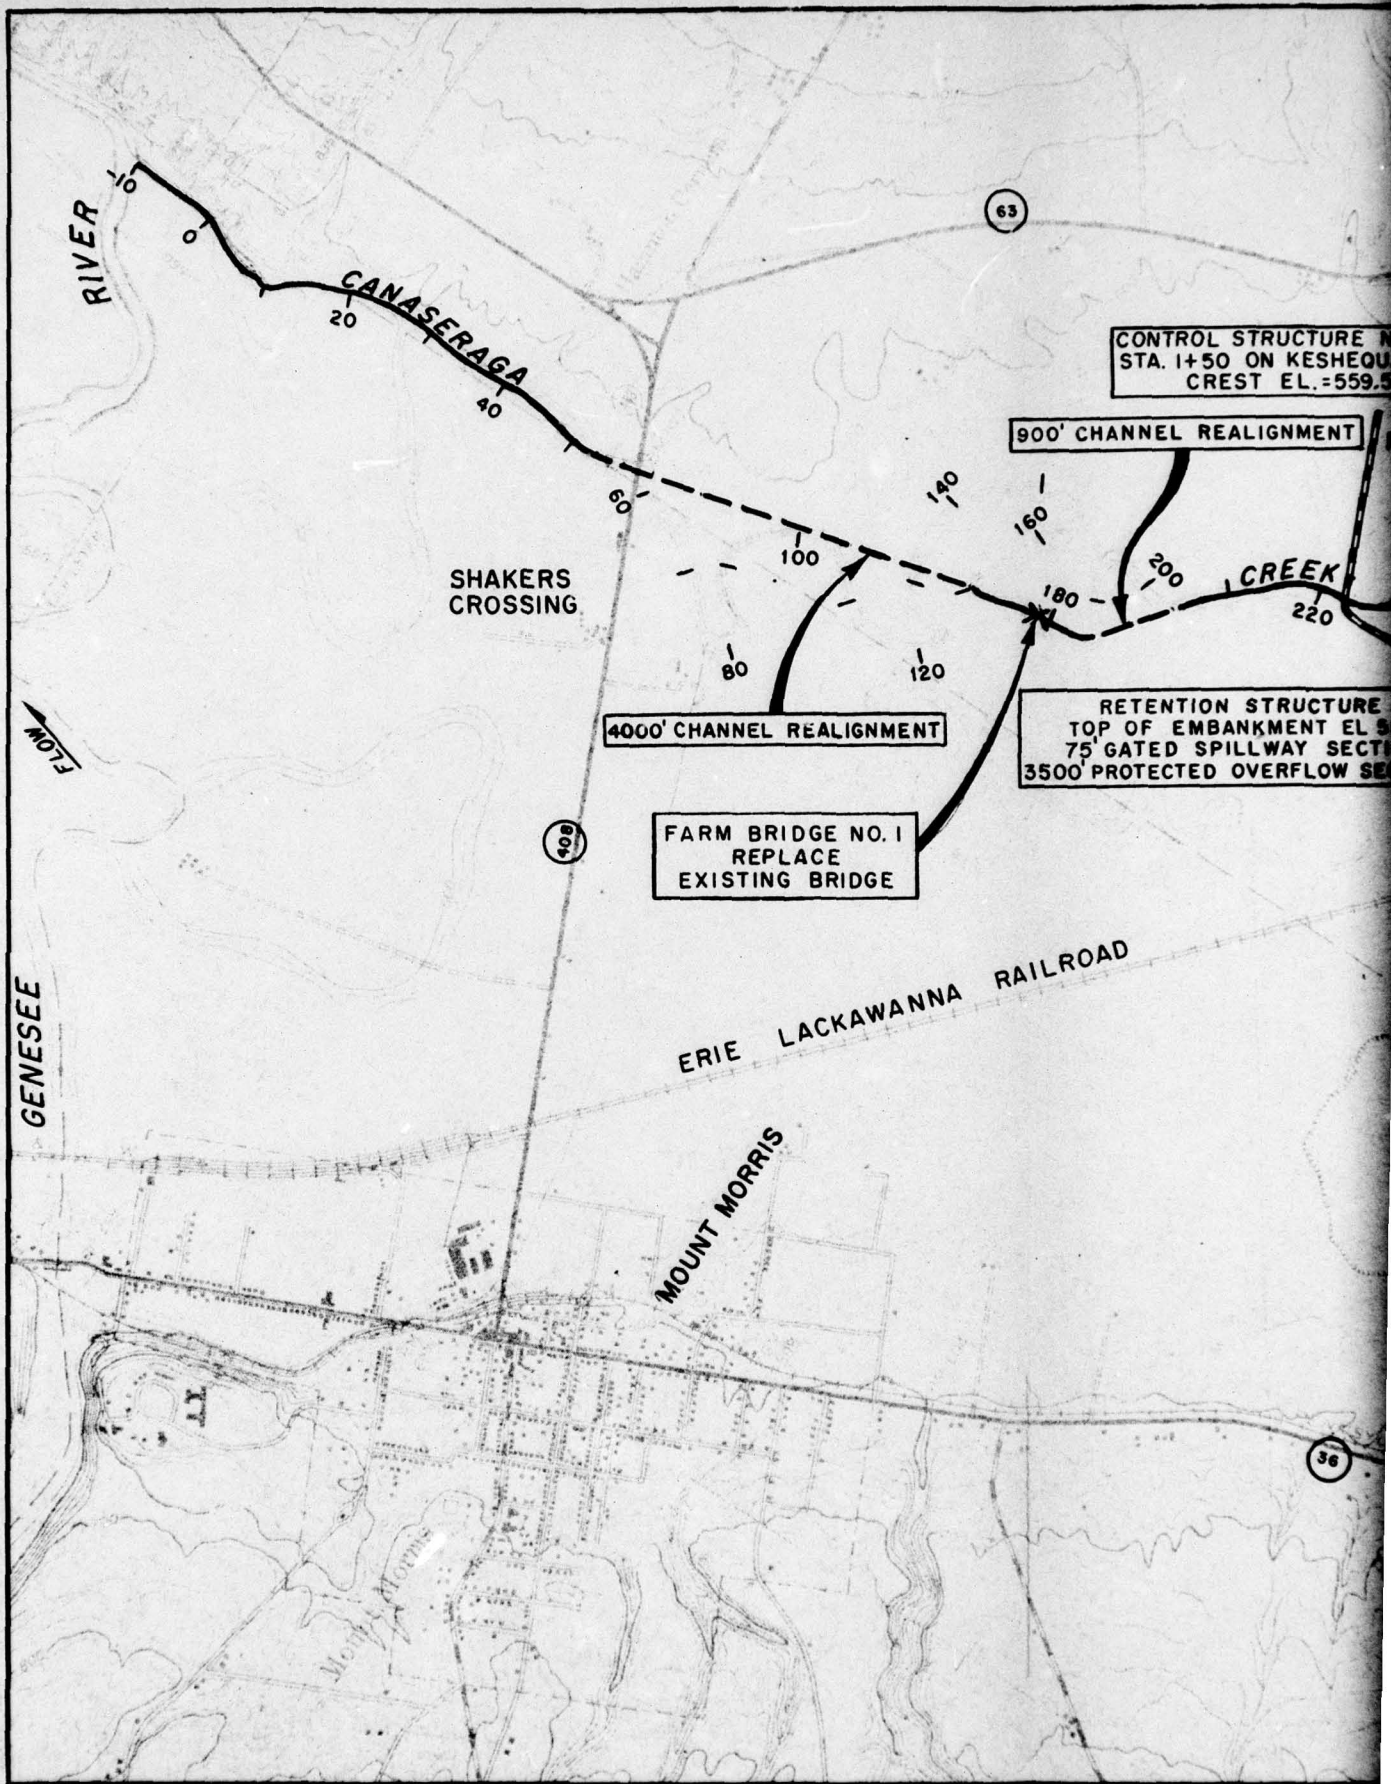 -10
RIVER
0
63
CANASERAGA
20
40
CONTROL STRUCTURE
STA. 1+50 ON
CREST EL.=559.5
900' CHANNEL REALIGNMENT
60
140
160
100
SHAKERS
CROSSING
180
200
CREEK
220
80
120
4000' CHANNEL REALIGNMENT
RETENTION STRUCTURE
TOP OF EMBANKMENT EL
75' GATED SPILLWAY
3500' PROTECTED OVERFLOW
FLOW
408
FARM BRIDGE NO. 1
REPLACE
EXISTING BRIDGE
ERIE LACKAWANNA RAILROAD
GENESEE
MOUNT MORRIS
36
Mount Morris